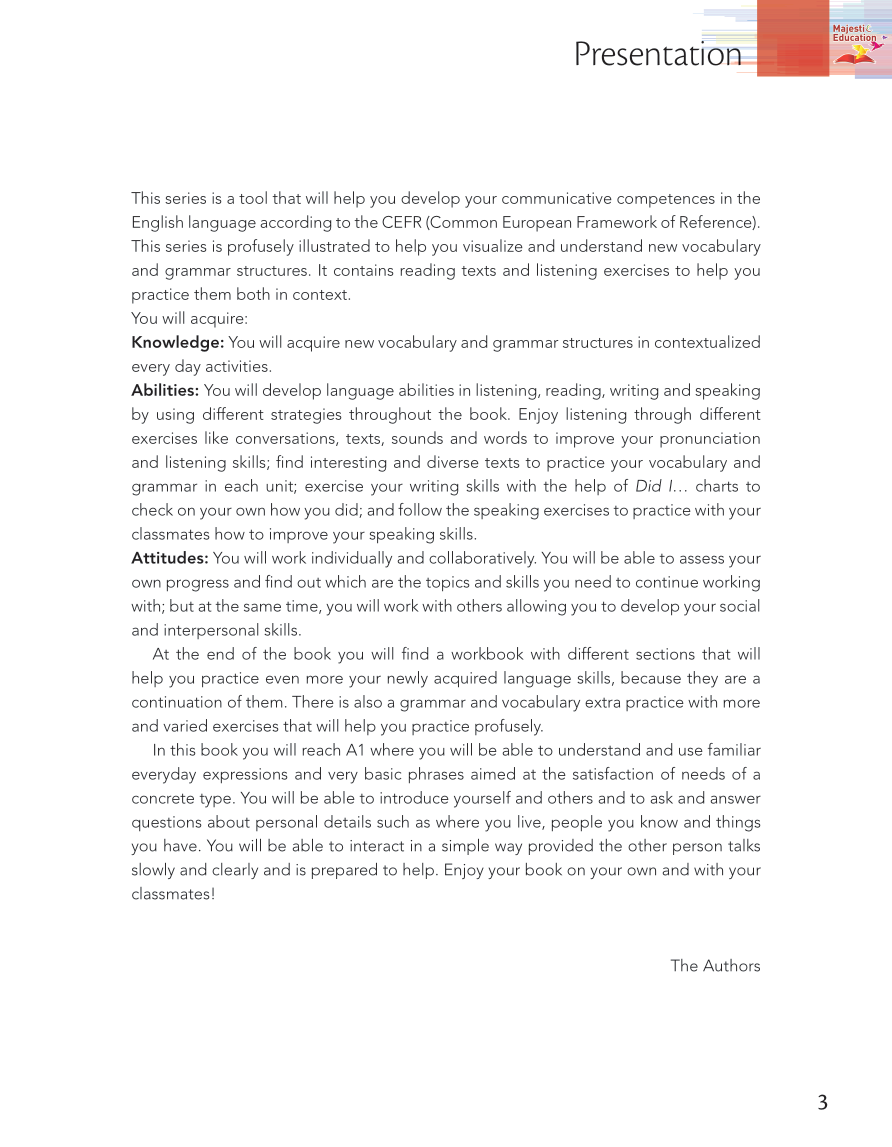 Presentation
Majestic
Education
This series is a tool that will help you develop your communicative competences in the
English language according to the CEFR (Common European Framework of Reference).
This series is profusely illustrated to help you visualize and understand new vocabulary
and grammar structures. It contains reading texts and listening exercises to help you
practice them both in context.
You will acquire:
Knowledge: You will acquire new vocabulary and grammar structures in contextualized
every day activities.
Abilities: You will develop language abilities in listening, reading, writing and speaking
by using different strategies throughout the book. Enjoy listening through different
exercises like conversations, texts, sounds and words to improve your pronunciation
and listening skills; find interesting and diverse texts to practice your vocabulary and
grammar in each unit; exercise your writing skills with the help of Did I… charts to
check on your own how you did; and follow the speaking exercises to practice with your
classmates how to improve your speaking skills.
Attitudes: You will work individually and collaboratively. You will be able to assess your
own progress and find out which are the topics and skills you need to continue working
with; but at the same time, you will work with others allowing you to develop your social
and interpersonal skills.
At the end of the book you will find a workbook with different sections that will
help you practice even more your newly acquired language skills, because they are a
continuation of them. There is also a grammar and vocabulary extra practice with more
and varied exercises that will help you practice profusely.
In this book you will reach A1 where you will be able to understand and use familiar
everyday expressions and very basic phrases aimed at the satisfaction of needs of a
concrete type. You will be able to introduce yourself and others and to ask and answer
questions about personal details such as where you live, people you know and things
you have. You will be able to interact in a simple way provided the other person talks
slowly and clearly and is prepared to help. Enjoy your book on your own and with your
classmates!
The Authors
3